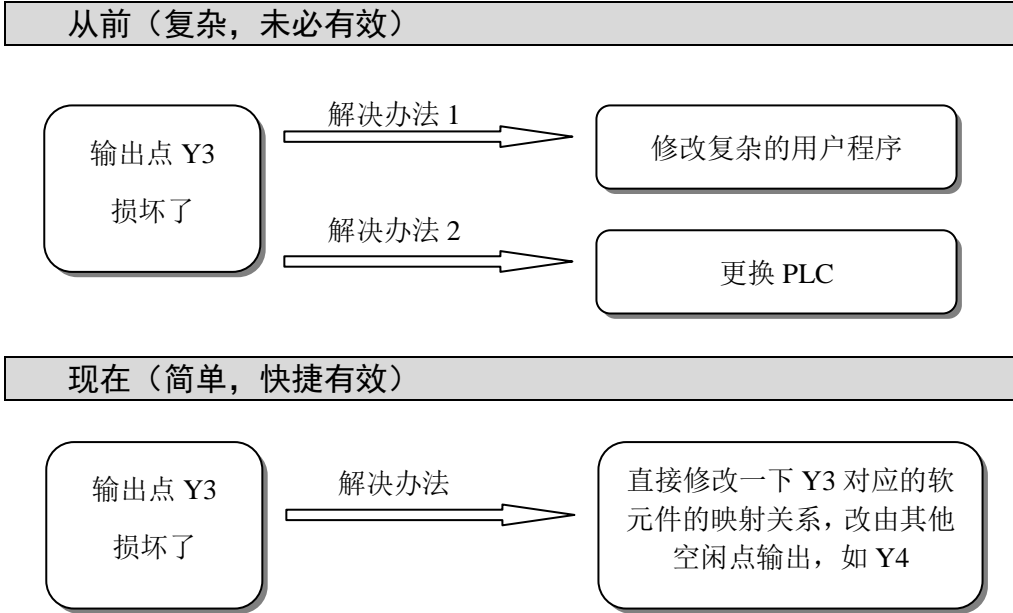 从前（复杂，未必有效）
输出点 Y3
损坏了
解决办法 1
修改复杂的用户程序
解决办法 2
更换 PLC
现在（简单，快捷有效）
输出点 Y3
损坏了
解决办法
直接修改一下 Y3 对应的软
元件的映射关系，改由其他
空闲点输出，如 Y4